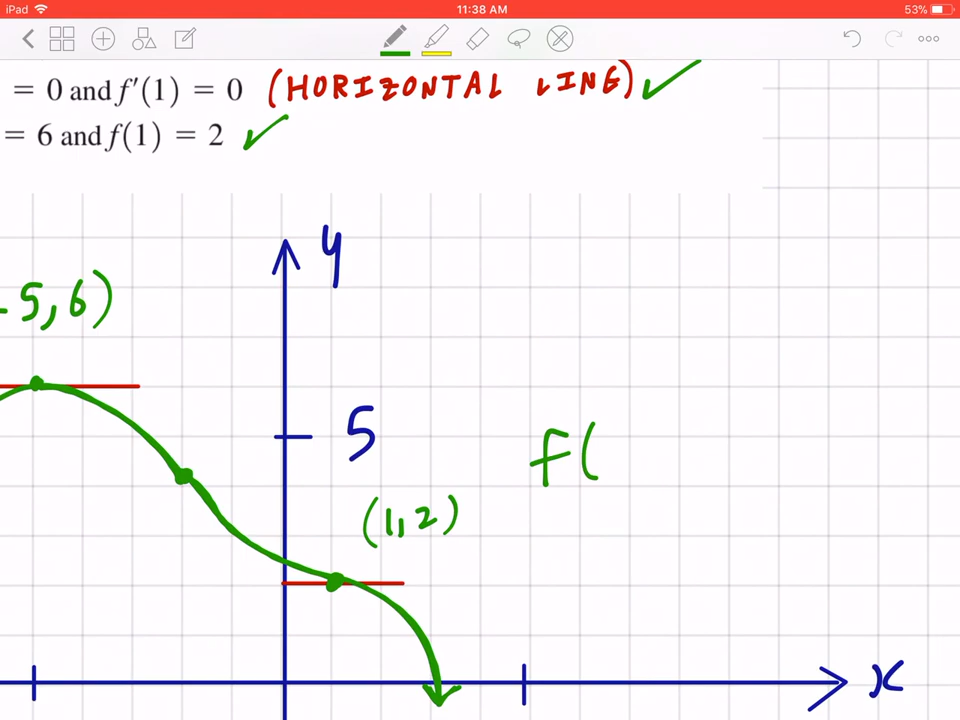 iPad 11:38 AM 53%
= 0 and f′(1) = 0 (HORIZONTAL LINE) ✓
= 6 and f(1) = 2 ✓
y
- 5, 6)
5
f(
(1, 2)
x